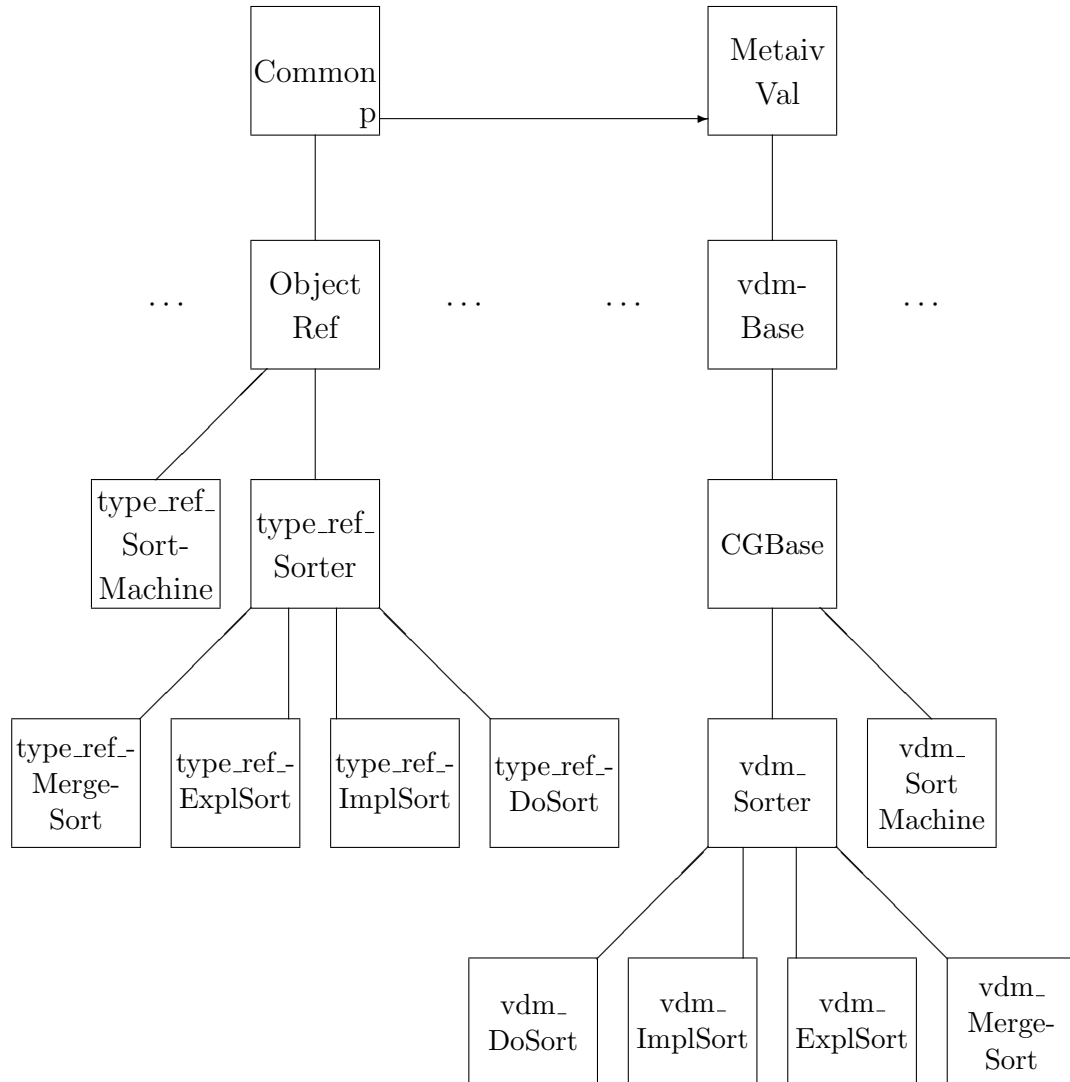 Common
p
Metaiv
Val
. . .
Object
Ref
. . .
. . .
vdm-
Base
. . .
type_ref_
Sort-
Machine
type_ref_
Sorter
CGBase
type_ref_-
Merge-
Sort
type_ref_-
ExplSort
type_ref_-
ImplSort
type_ref_-
DoSort
vdm_
Sorter
vdm_
Sort
Machine
vdm_
DoSort
vdm_
ImplSort
vdm_
ExplSort
vdm_
Merge-
Sort